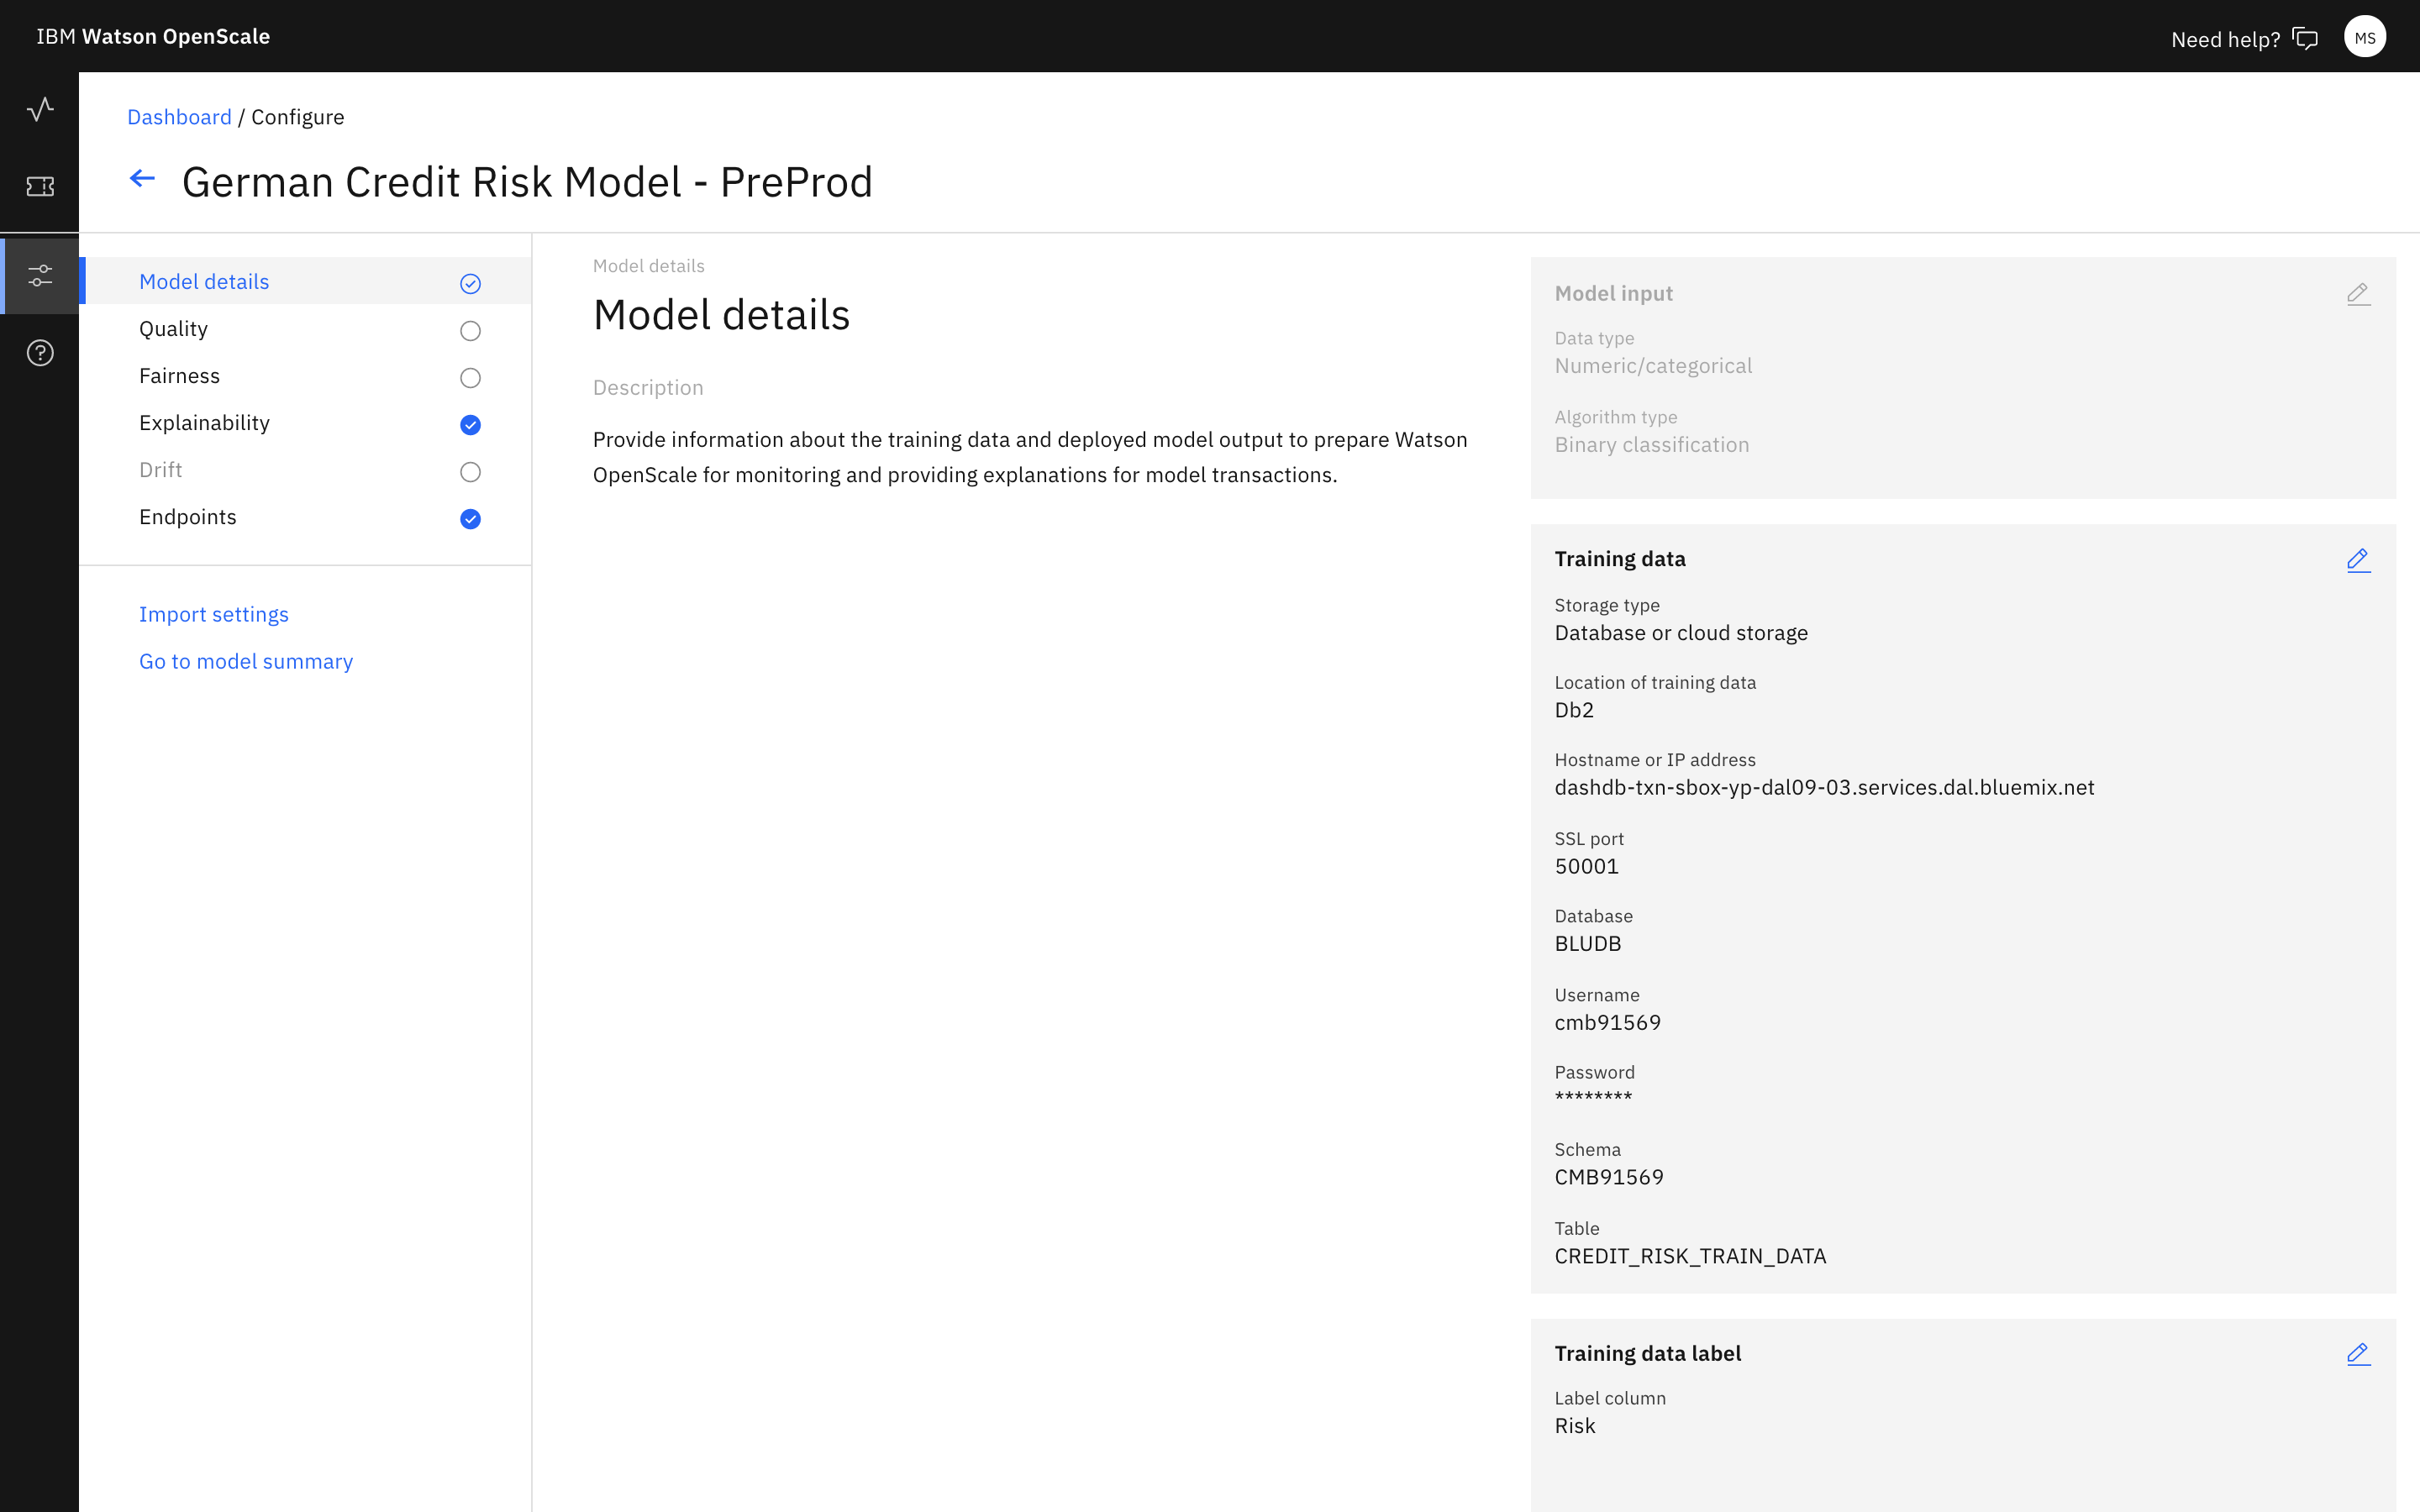 IBM Watson OpenScale
Need help?
MS
Dashboard / Configure
German Credit Risk Model - PreProd
Model details
Quality
Fairness
Explainability
Drift
Endpoints
Import settings
Go to model summary
Model details
Model details
Description
Provide information about the training data and deployed model output to prepare Watson
OpenScale for monitoring and providing explanations for model transactions.
Model input
Data type
Numeric/categorical
Algorithm type
Binary classification
Training data
Storage type
Database or cloud storage
Location of training data
Db2
Hostname or IP address
dashdb-txn-sbox-yp-dal09-03.services.dal.bluemix.net
SSL port
50001
Database
BLUDB
Username
cmb91569
Password
********
Schema
CMB91569
Table
CREDIT_RISK_TRAIN_DATA
Training data label
Label column
Risk